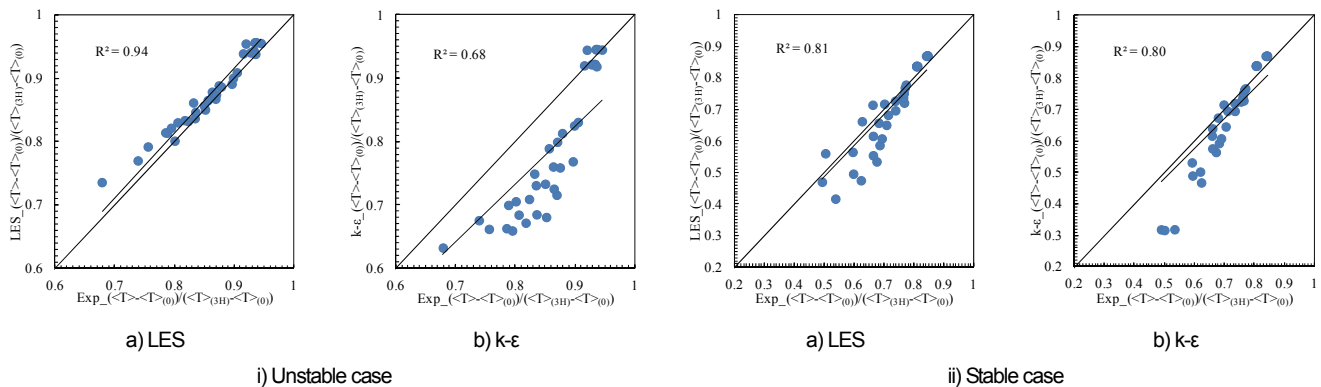 LES_(<T>-<T>(0))/(<T>(3H)-<T>(0))
1
0.9
0.8
0.7
0.6
R² = 0.94
0.6 0.7 0.8 0.9 1
Exp_(<T>-<T>(0))/(<T>(3H)-<T>(0))
a) LES
k-ε_(<T>-<T>(0))/(<T>(3H)-<T>(0))
1
0.9
0.8
0.7
0.6
R² = 0.68
0.6 0.7 0.8 0.9 1
Exp_(<T>-<T>(0))/(<T>(3H)-<T>(0))
b) k-ε
i) Unstable case
LES_(<T>-<T>(0))/(<T>(3H)-<T>(0))
1
0.9
0.8
0.7
0.6
0.5
0.4
0.3
0.2
R² = 0.81
0.2 0.3 0.4 0.5 0.6 0.7 0.8 0.9 1
Exp_(<T>-<T>(0))/(<T>(3H)-<T>(0))
a) LES
k-ε_(<T>-<T>(0))/(<T>(3H)-<T>(0))
1
0.9
0.8
0.7
0.6
0.5
0.4
0.3
0.2
R² = 0.80
0.2 0.3 0.4 0.5 0.6 0.7 0.8 0.9 1
Exp_(<T>-<T>(0))/(<T>(3H)-<T>(0))
b) k-ε
ii) Stable case